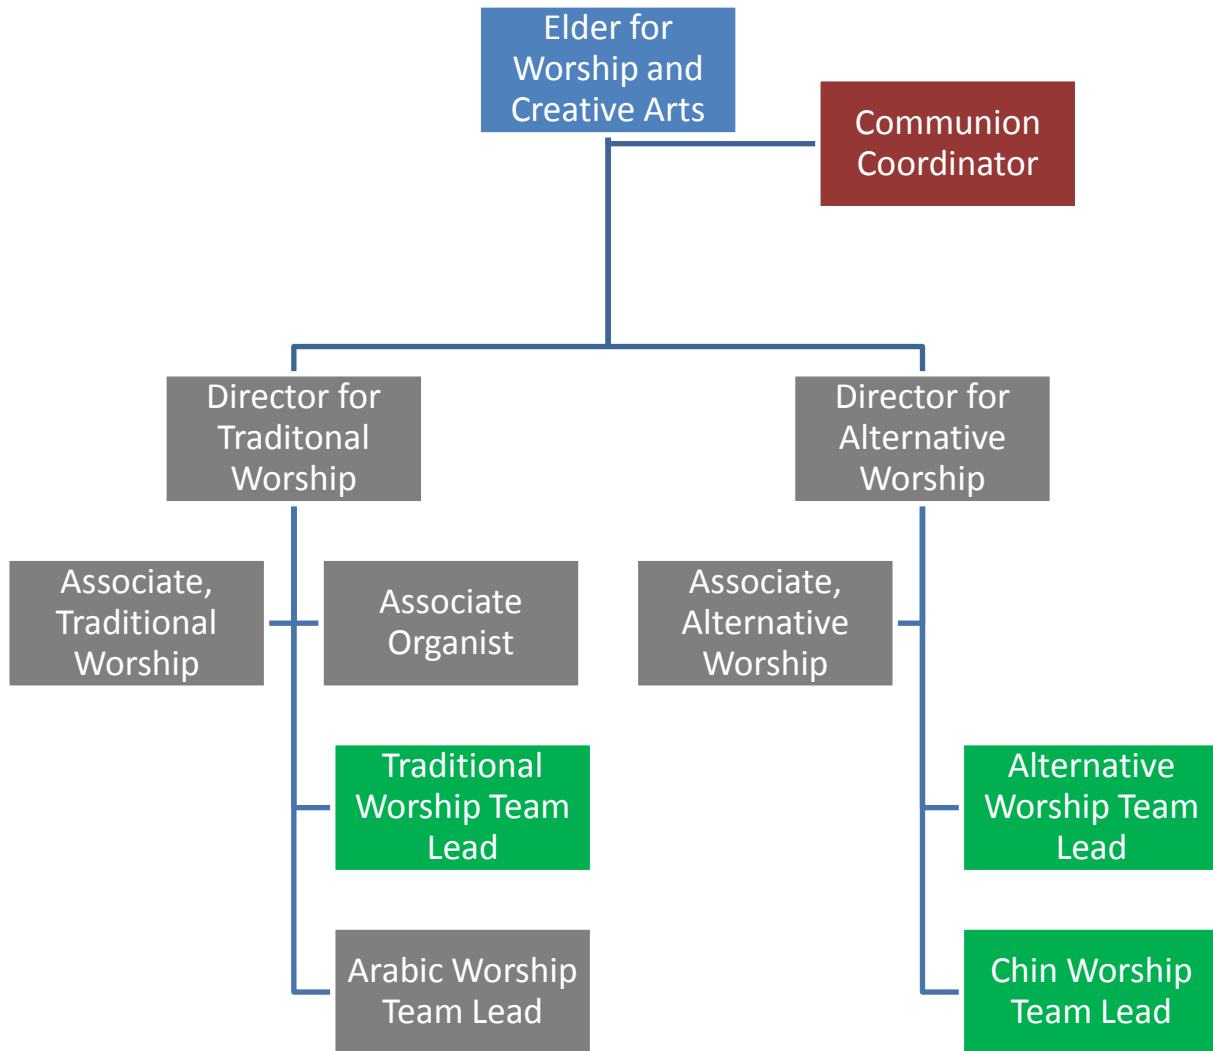 Elder for
Worship and
Creative Arts
Communion
Coordinator
Director for
Traditonal
Worship
Director for
Alternative
Worship
Associate,
Traditional
Worship
Associate
Organist
Associate,
Alternative
Worship
Traditional
Worship Team
Lead
Alternative
Worship Team
Lead
Arabic Worship
Team Lead
Chin Worship
Team Lead